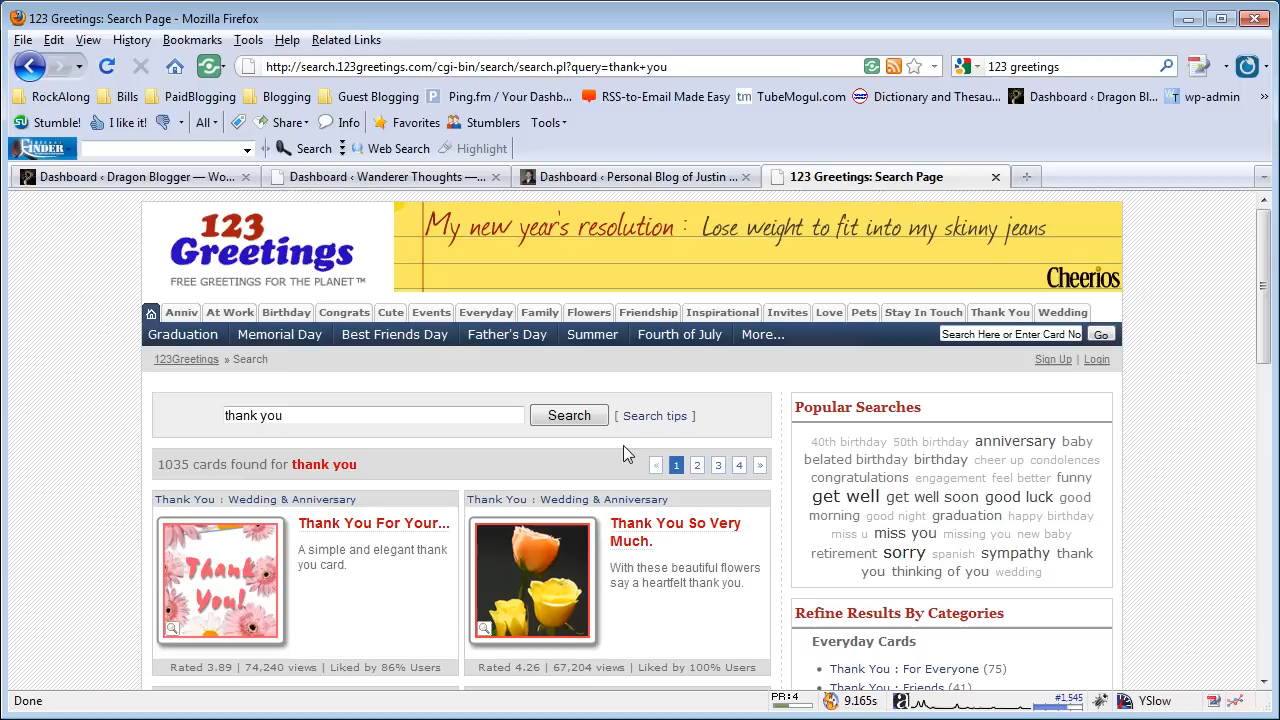 123 Greetings: Search Page - Mozilla Firefox
File Edit View History Bookmarks Tools Help Related Links
http://search.123greetings.com/cgi-bin/search/search.pl?query=thank+you
123 greetings
RockAlong Bills PaidBlogging Blogging Guest Blogging Ping.fm / Your Dashb... RSS-to-Email Made Easy tm TubeMogul.com Dictionary and Thesau... Dashboard ‹ Dragon Bl... wp-admin »
Stumble! I like it! All Share Info Favorites Stumblers Tools
FINDER Search Web Search Highlight
Dashboard ‹ Dragon Blogger — Wo... Dashboard ‹ Wanderer Thoughts —... Dashboard ‹ Personal Blog of Justin ... 123 Greetings: Search Page
123 Greetings
FREE GREETINGS FOR THE PLANET™
My new year's resolution : Lose weight to fit into my skinny jeans
Cheerios
Anniv At Work Birthday Congrats Cute Events Everyday Family Flowers Friendship Inspirational Invites Love Pets Stay In Touch Thank You Wedding
Graduation Memorial Day Best Friends Day Father's Day Summer Fourth of July More... Search Here or Enter Card No Go
123Greetings » Search Sign Up | Login
thank you Search [ Search tips ]
1035 cards found for thank you « 1 2 3 4 »
Thank You : Wedding & Anniversary
Thank You For Your...
A simple and elegant thank
you card.
Thank You!
Rated 3.89 | 74,240 views | Liked by 86% Users
Thank You : Wedding & Anniversary
Thank You So Very
Much.
With these beautiful flowers
say a heartfelt thank you.
Rated 4.26 | 67,204 views | Liked by 100% Users
Popular Searches
40th birthday 50th birthday anniversary baby
belated birthday birthday cheer up condolences
congratulations engagement feel better funny
get well get well soon good luck good
morning good night graduation happy birthday
miss u miss you missing you new baby
retirement sorry spanish sympathy thank
you thinking of you wedding
Refine Results By Categories
Everyday Cards
Thank You : For Everyone (75)
Thank You : Friends (41)
Done PR: 4 9.165s #1,545 YSlow